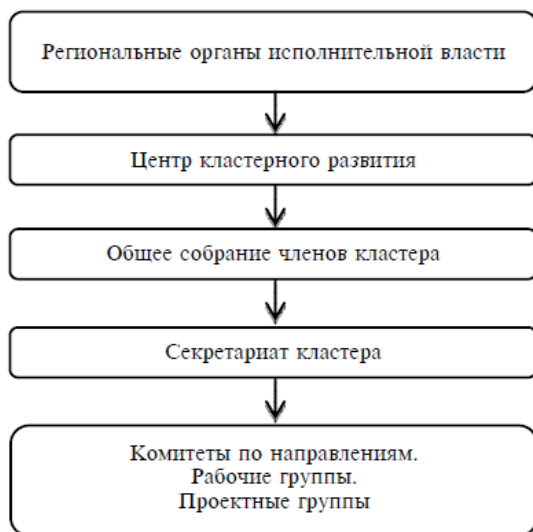 Региональные органы исполнительной власти
Центр кластерного развития
Общее собрание членов кластера
Секретариат кластера
Комитеты по направлениям.
Рабочие группы.
Проектные группы